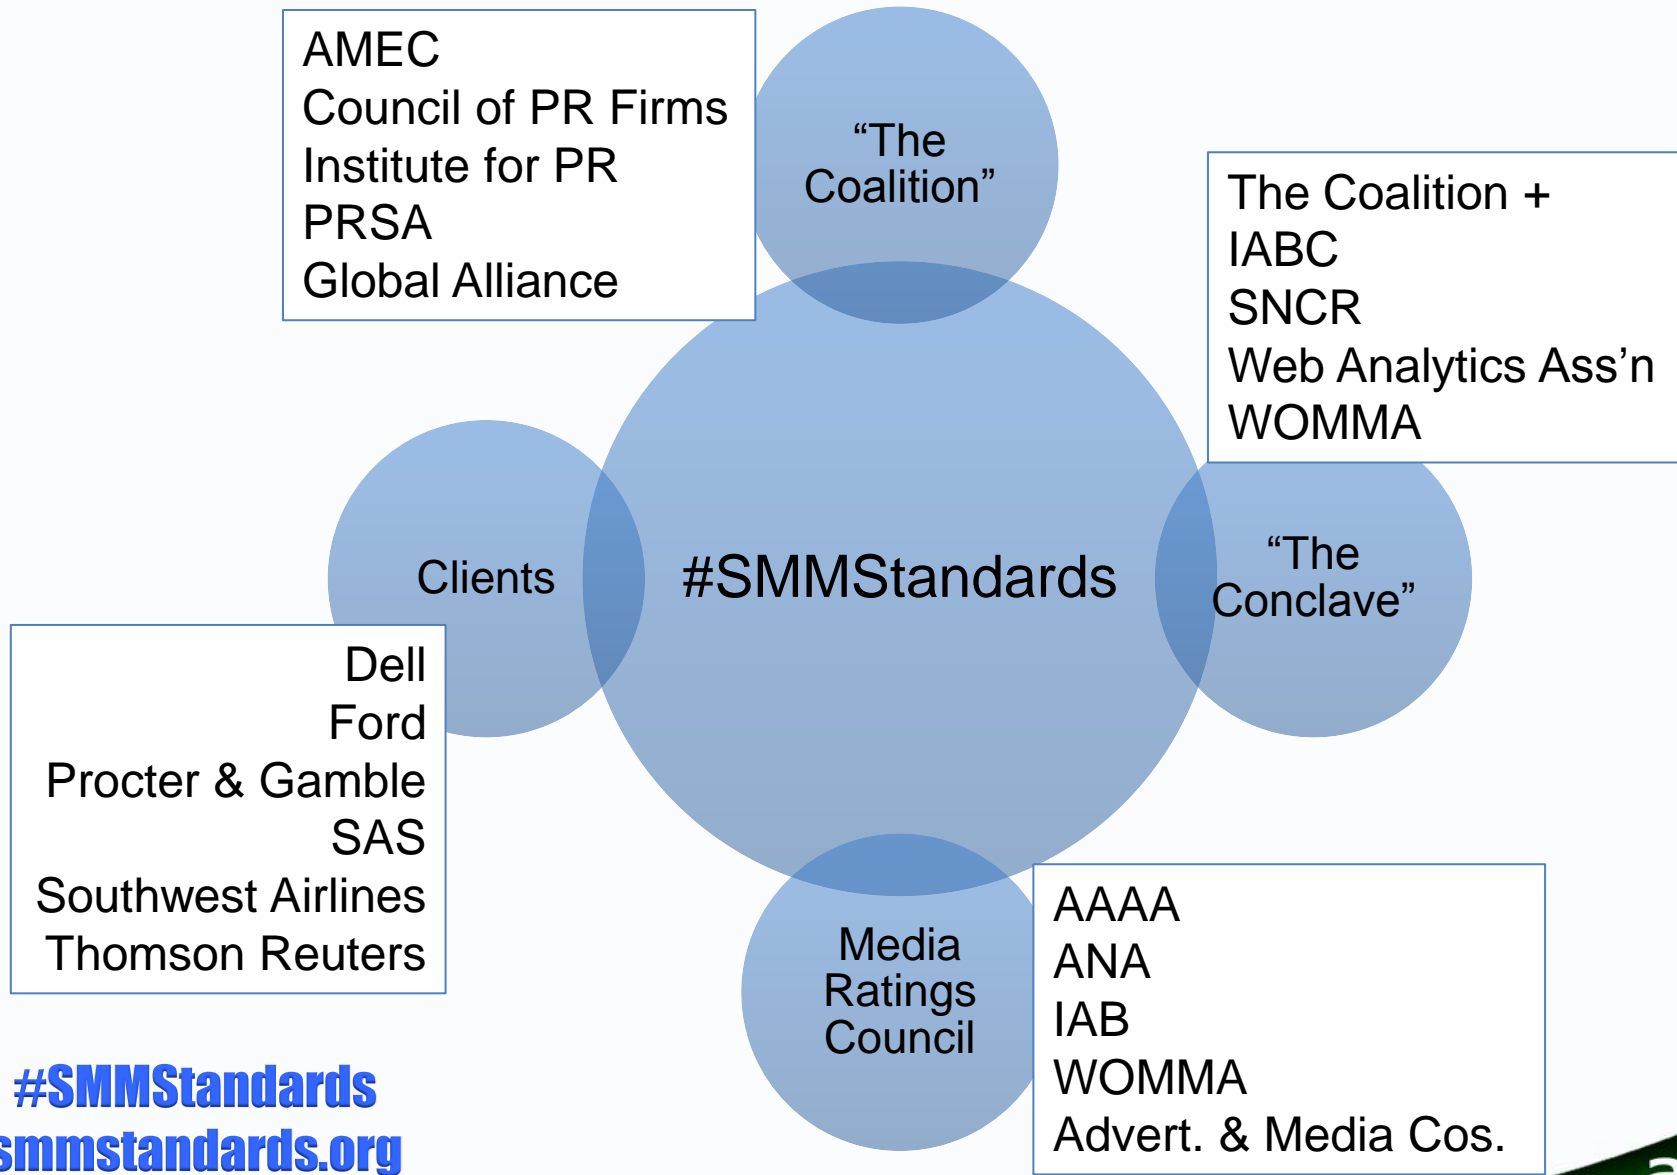 AMEC
Council of PR Firms
Institute for PR
PRSA
Global Alliance
“The
Coalition”
The Coalition +
IABC
SNCR
Web Analytics Ass’n
WOMMA
Clients
#SMMStandards
“The
Conclave”
Dell
Ford
Procter & Gamble
SAS
Southwest Airlines
Thomson Reuters
Media
Ratings
Council
AAAA
ANA
IAB
WOMMA
Advert. & Media Cos.
#SMMStandards
smmstandards.org